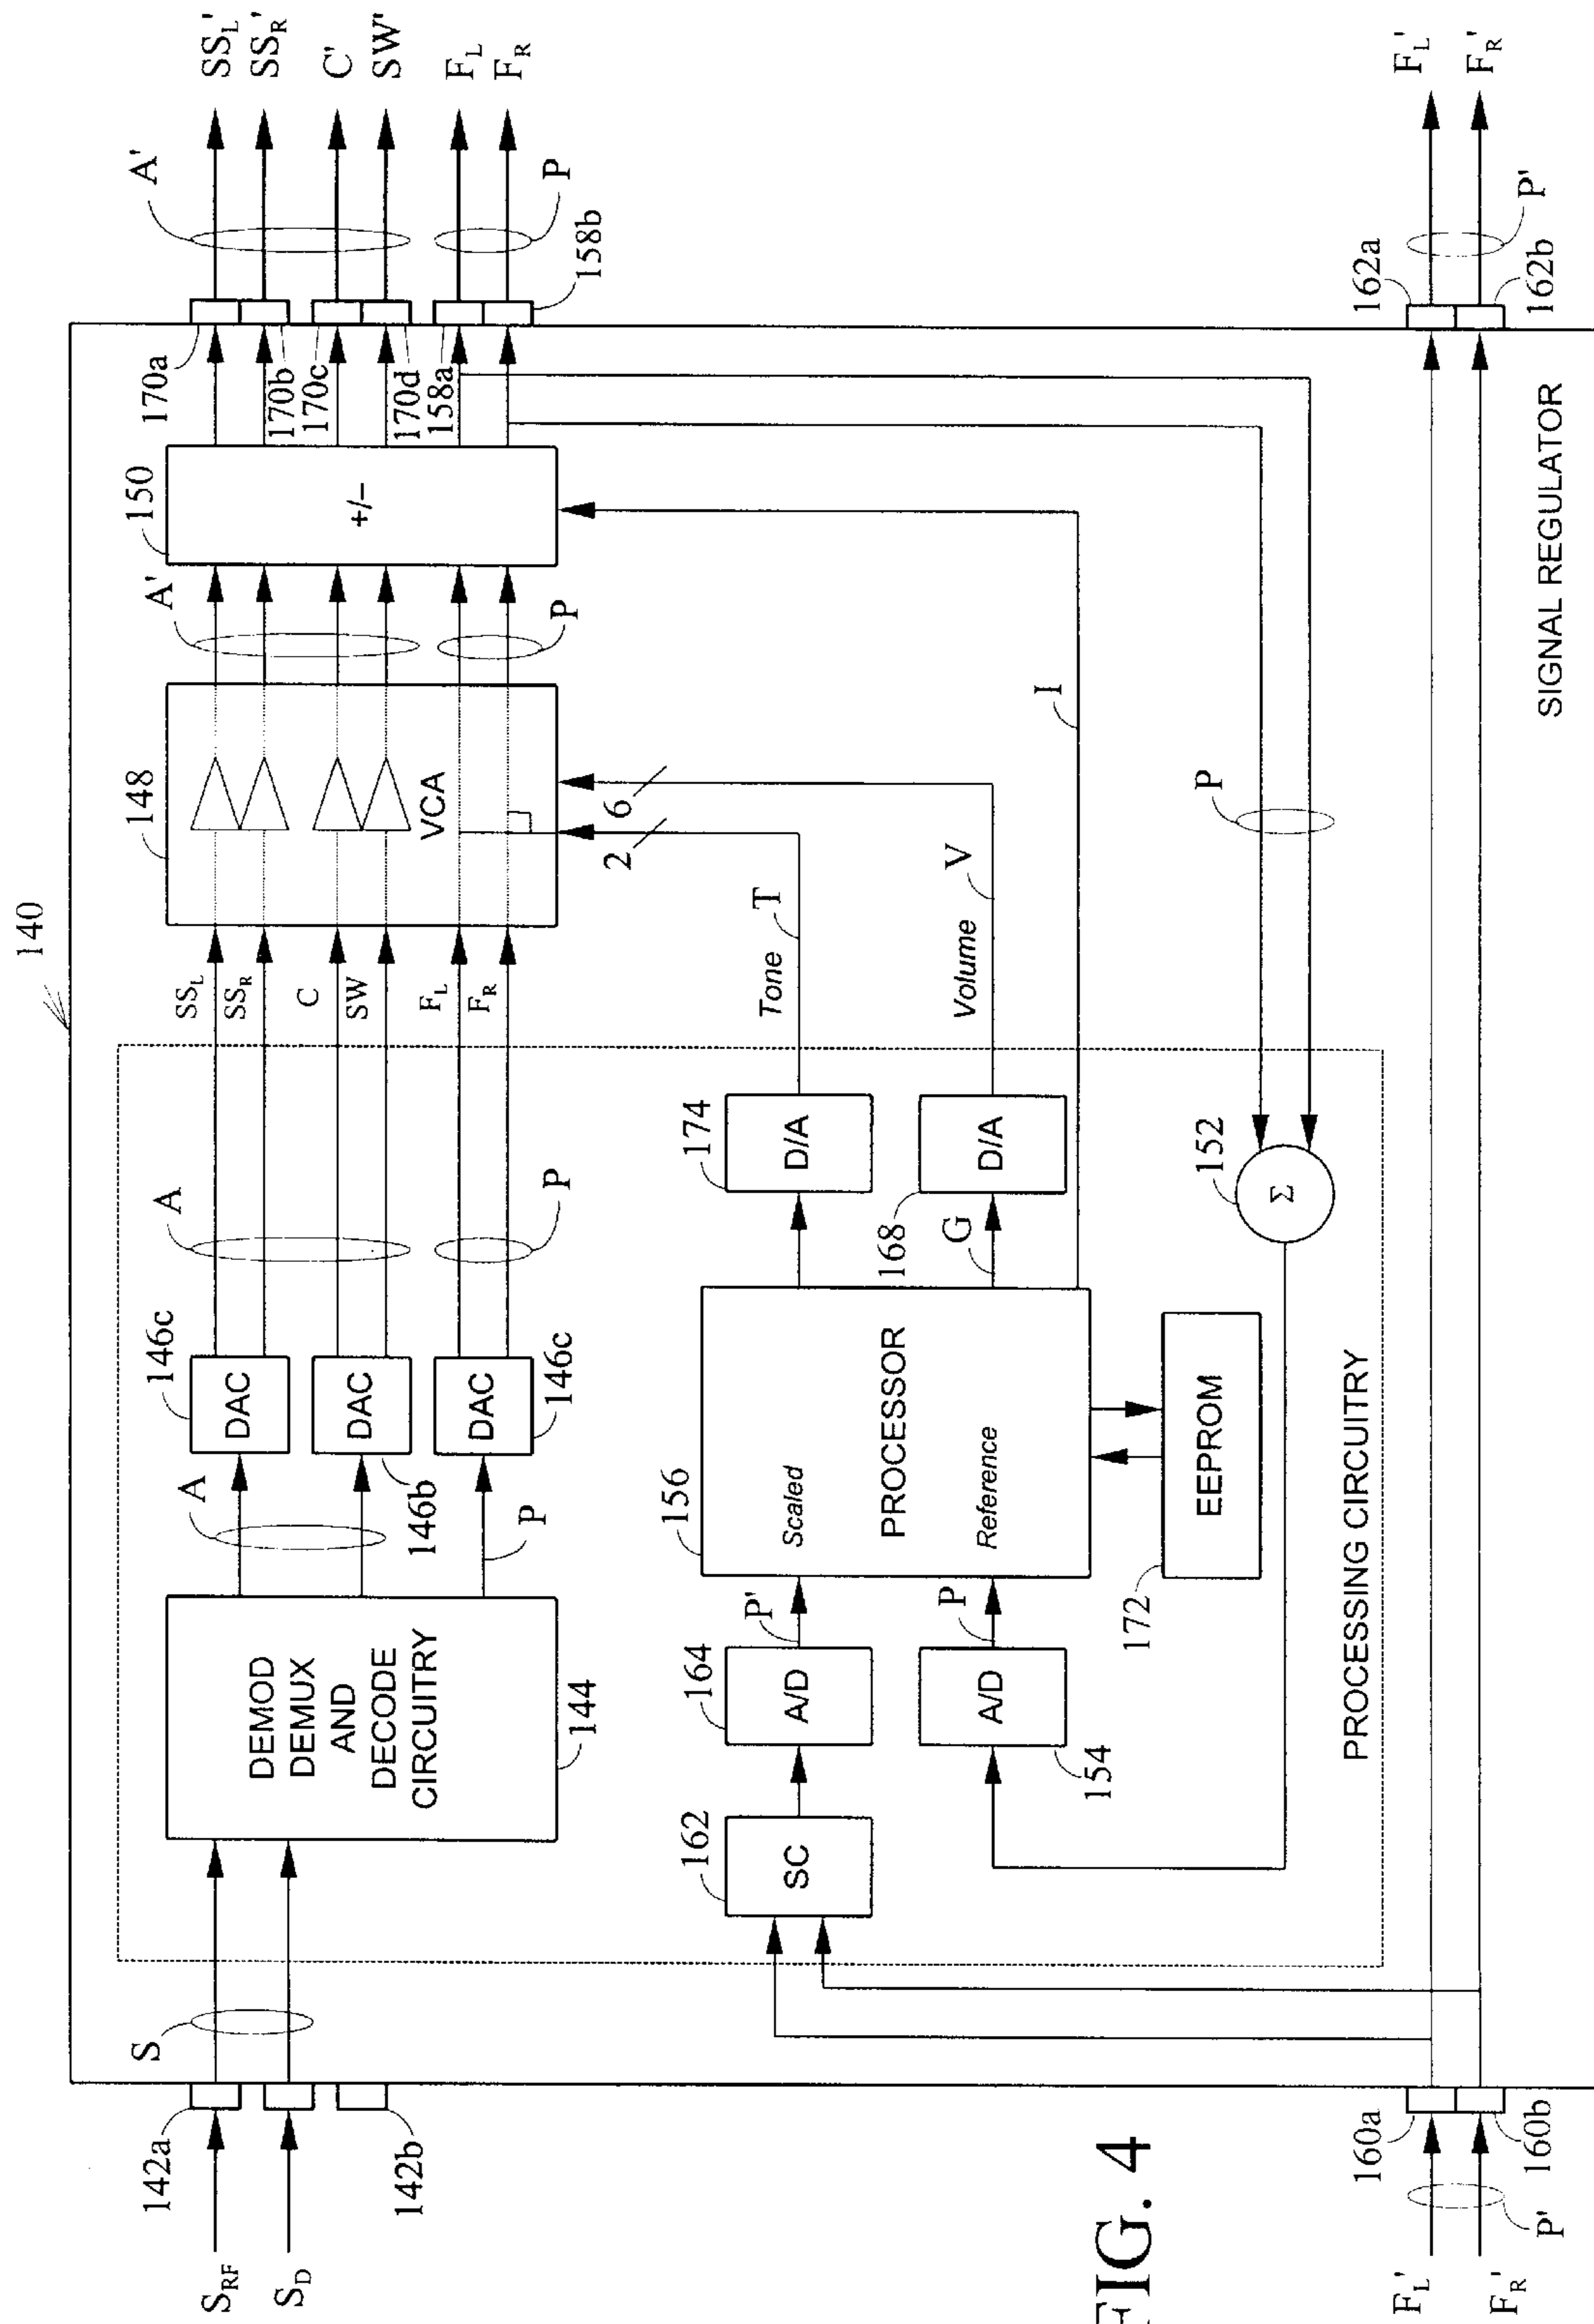 140
S_RF
S_D
142a
142b
S
DEMOD
DEMUX
AND
DECODE
CIRCUITRY
144
A
P
146c
DAC
DAC
146b
DAC
146c
A
P
SS_L
SS_R
C
SW
F_L
F_R
148
VCA
2
6
A'
P
150
+/−
170a
170b
170c
170d
158a
158b
A'
P
SS_L'
SS_R'
C'
SW'
F_L
F_R
162
SC
164
A/D
P'
A/D
154
P
156
Scaled
PROCESSOR
Reference
174
D/A
Tone
T
168
G
D/A
Volume
V
I
172
EEPROM
152
Σ
P
PROCESSING CIRCUITRY
SIGNAL REGULATOR
F_L'
F_R'
P'
160a
160b
162a
162b
P'
F_L'
F_R'
FIG. 4